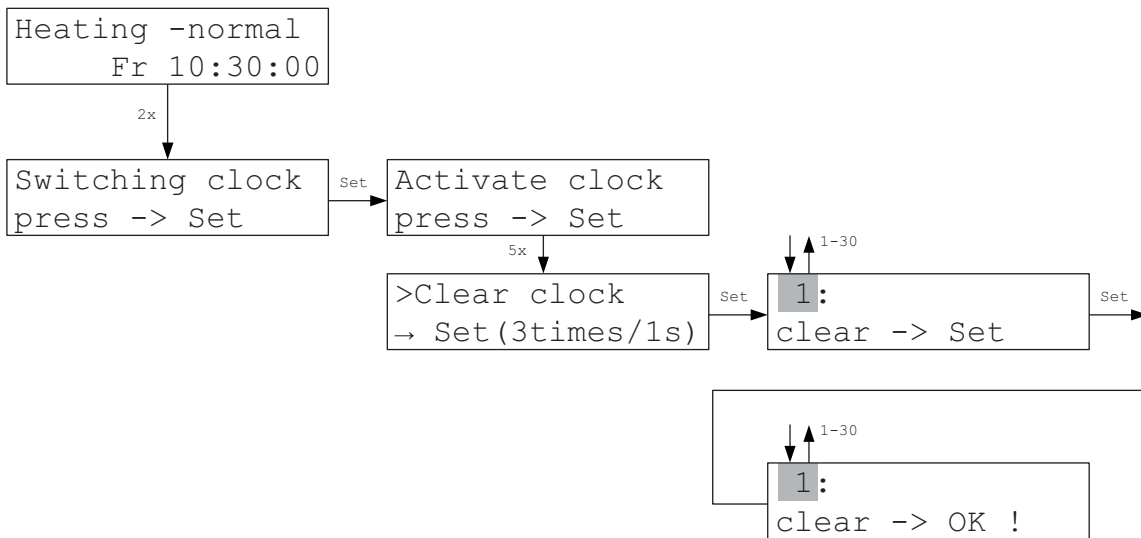 Heating -normal
Fr 10:30:00
2x
Switching clock
press -> Set
Set
Activate clock
press -> Set
5x
>Clear clock
→ Set(3times/1s)
Set
1-30
1:
clear -> Set
Set
1-30
1:
clear -> OK !